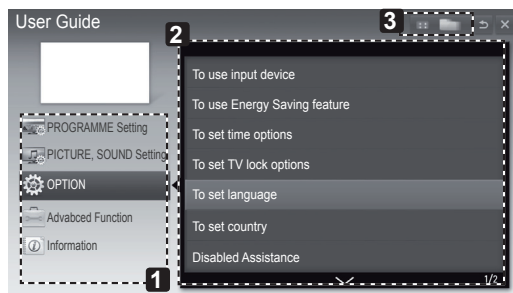 User Guide
3
2
To use input device
To use Energy Saving feature
To set time options
To set TV lock options
To set language
To set country
Disabled Assistance
1/2
PROGRAMME Setting
PICTURE, SOUND Setting
OPTION
Advabced Function
Information
1